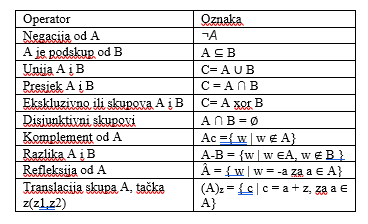 Operator Oznaka
Negacija od A ¬A
A je podskup od B A ⊆ B
Unija A i B C= A ∪ B
Presjek A i B C = A ∩ B
Ekskluzivno ili skupova A i B C= A xor B
Disjunktivni skupovi A ∩ B = ∅
Komplement od A Ac ={ w | w ∉ A}
Razlika A i B A-B = {w | w ∈A, w ∉ B }
Refleksija od A Â = { w | w = -a za a ∈ A}
Translacija skupa A, tačka (A)z = { c | c = a + z, za a ∈
z(z1,z2) A}